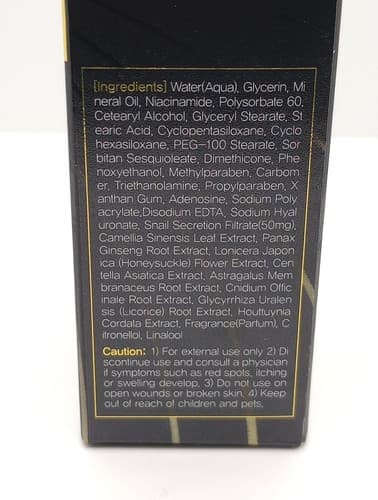 [Ingredients] Water(Aqua), Glycerin, Mi
neral Oil, Niacinamide, Polysorbate 60,
Cetearyl Alcohol, Glyceryl Stearate, St
earic Acid, Cyclopentasiloxane, Cyclo
hexasiloxane, PEG-100 Stearate, Sor
bitan Sesquioleate, Dimethicone, Phe
noxyethanol, Methylparaben, Carbom
er, Triethanolamine, Propylparaben, X
anthan Gum, Adenosine, Sodium Poly
acrylate,Disodium EDTA, Sodium Hyal
uronate, Snail Secretion Filtrate(50mg),
Camellia Sinensis Leaf Extract, Panax
Ginseng Root Extract, Lonicera Japon
ica (Honeysuckle) Flower Extract, Cen
tella Asiatica Extract, Astragalus Mem
branaceus Root Extract, Cnidium Offic
inale Root Extract, Glycyrrhiza Uralen
sis (Licorice) Root Extract, Houttuynia
Cordata Extract, Fragrance(Parfum), C
itronellol, Linalool
Caution: 1) For external use only 2) Di
scontinue use and consult a physician
if symptoms such as red spots, itching
or swelling develop, 3) Do not use on
open wounds or broken skin. 4) Keep
out of reach of children and pets.